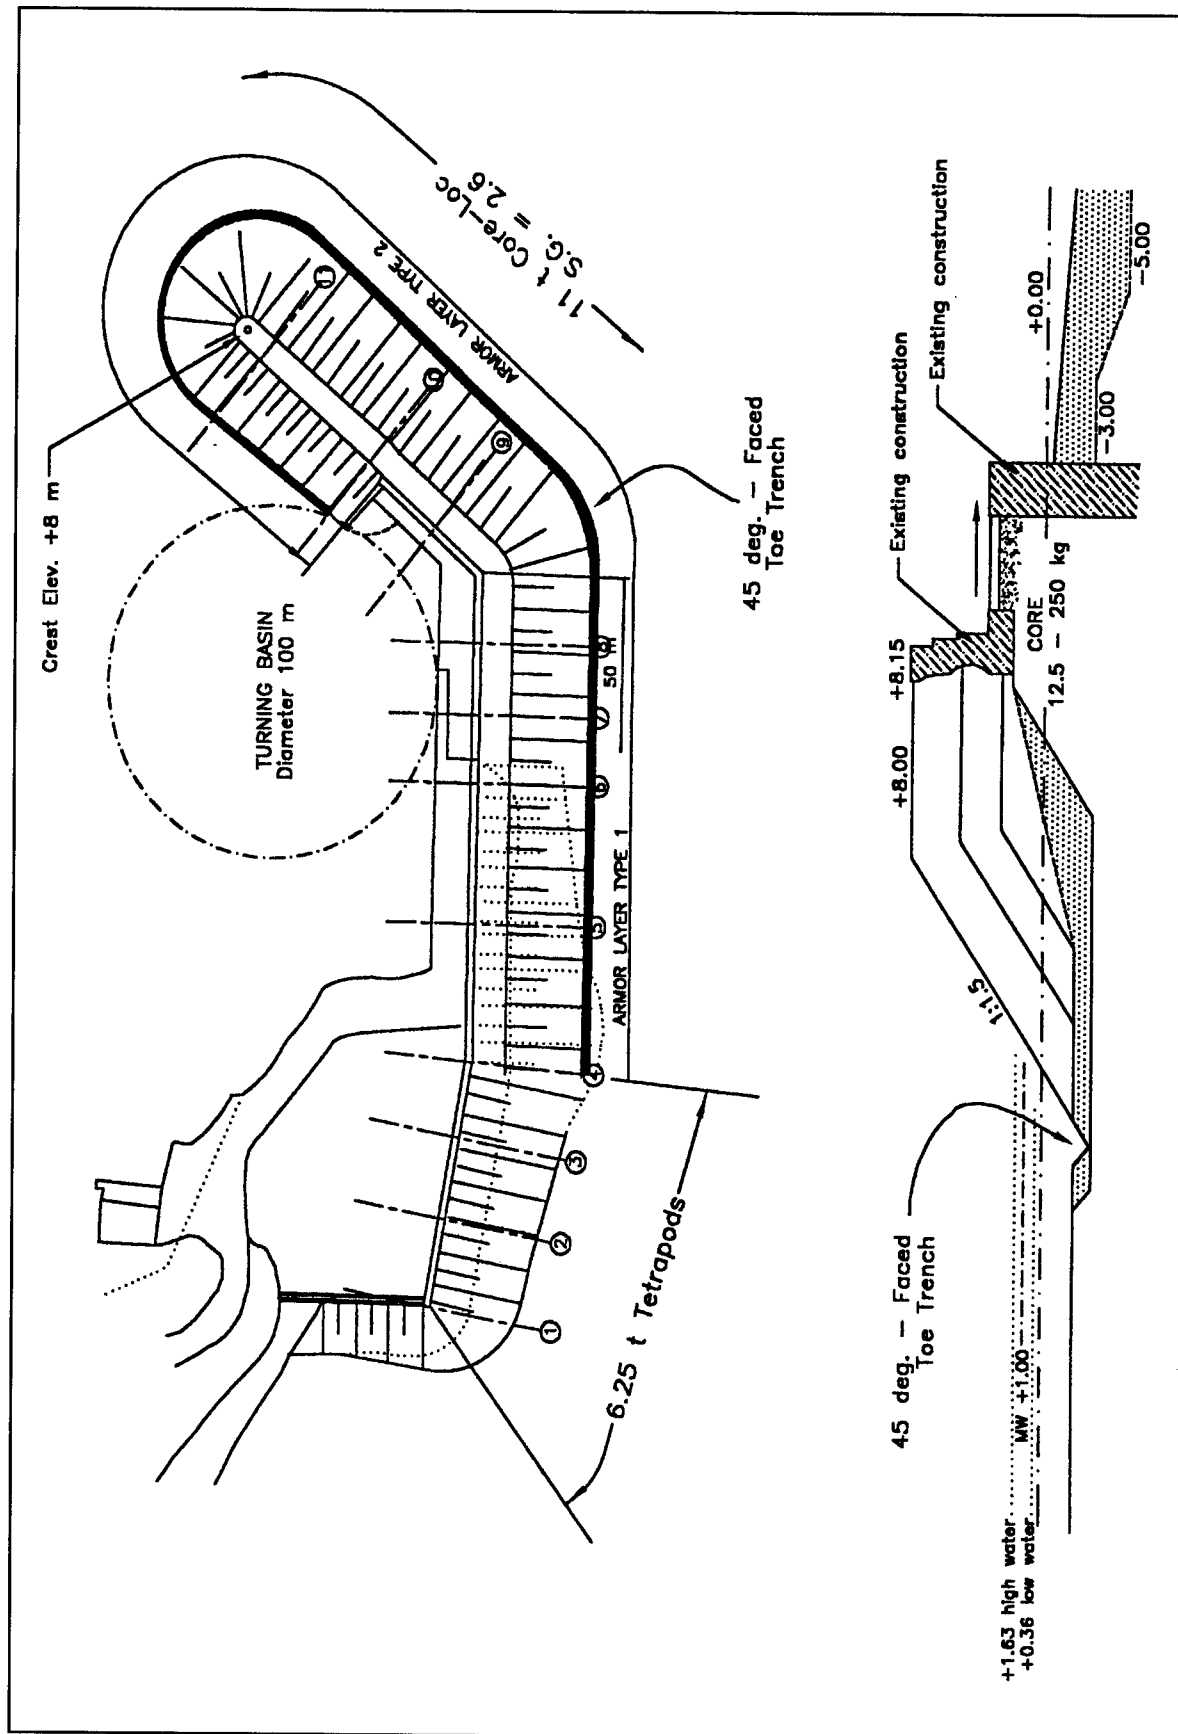 Crest Elev. +8 m
TURNING BASIN
Diameter 100 m
11 t Core-Loc
S.G. = 2.6
ARMOR LAYER TYPE 2
45 deg. - Faced
Toe Trench
50 m
ARMOR LAYER TYPE 1
9
8
7
6
5
4
3
2
1
6.25 t Tetrapods
45 deg. - Faced
Toe Trench
+1.63 high water
+0.36 low water
MW +1.00
1:1.5
+8.00
+8.15
Existing construction
Existing construction
CORE
12.5 - 250 kg
+0.00
-3.00
-5.00